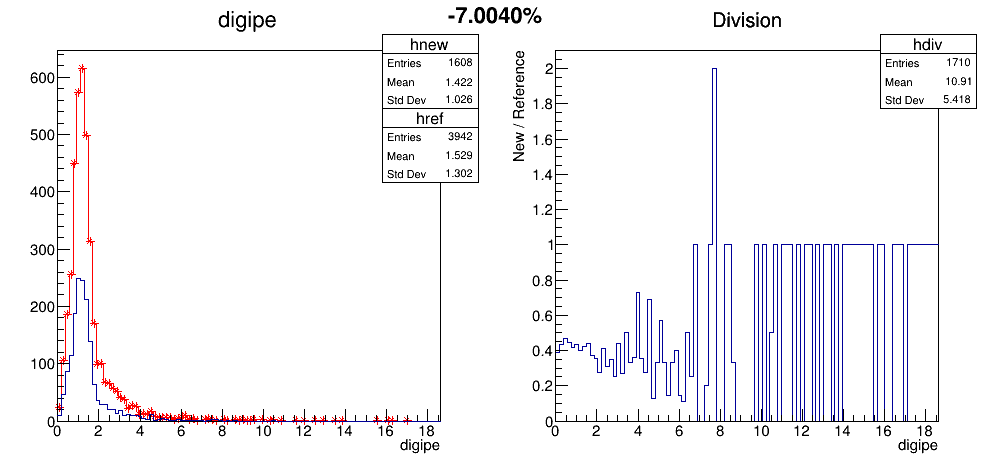 -7.0040%
digipe
hnew
Entries 1608
Mean 1.422
Std Dev 1.026
href
Entries 3942
Mean 1.529
Std Dev 1.302
600
500
400
300
200
100
0
0 2 4 6 8 10 12 14 16 18
digipe
Division
hdiv
Entries 1710
Mean 10.91
Std Dev 5.418
New / Reference
2
1.8
1.6
1.4
1.2
1
0.8
0.6
0.4
0.2
0
0 2 4 6 8 10 12 14 16 18
digipe